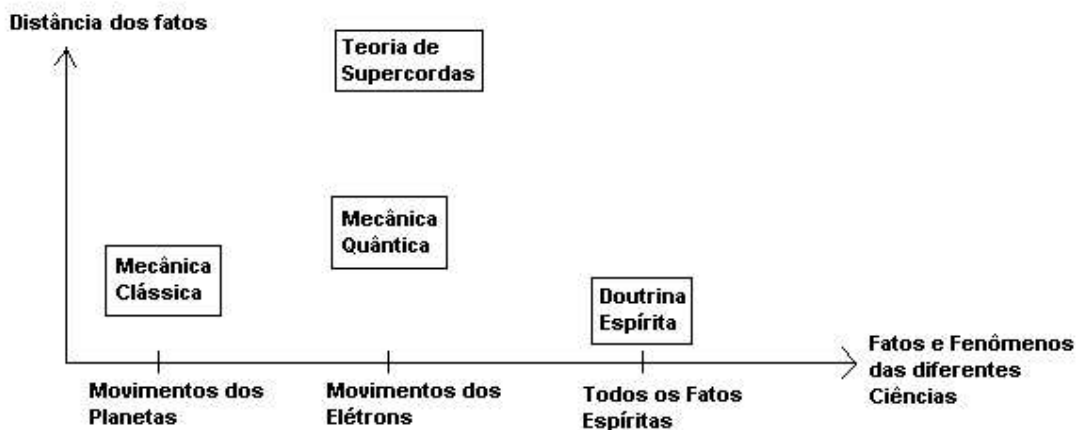 Distância dos fatos
Teoria de
Supercordas
Mecânica
Quântica
Mecânica
Clássica
Doutrina
Espírita
Fatos e Fenômenos
das diferentes
Ciências
Movimentos dos
Planetas
Movimentos dos
Elétrons
Todos os Fatos
Espíritas